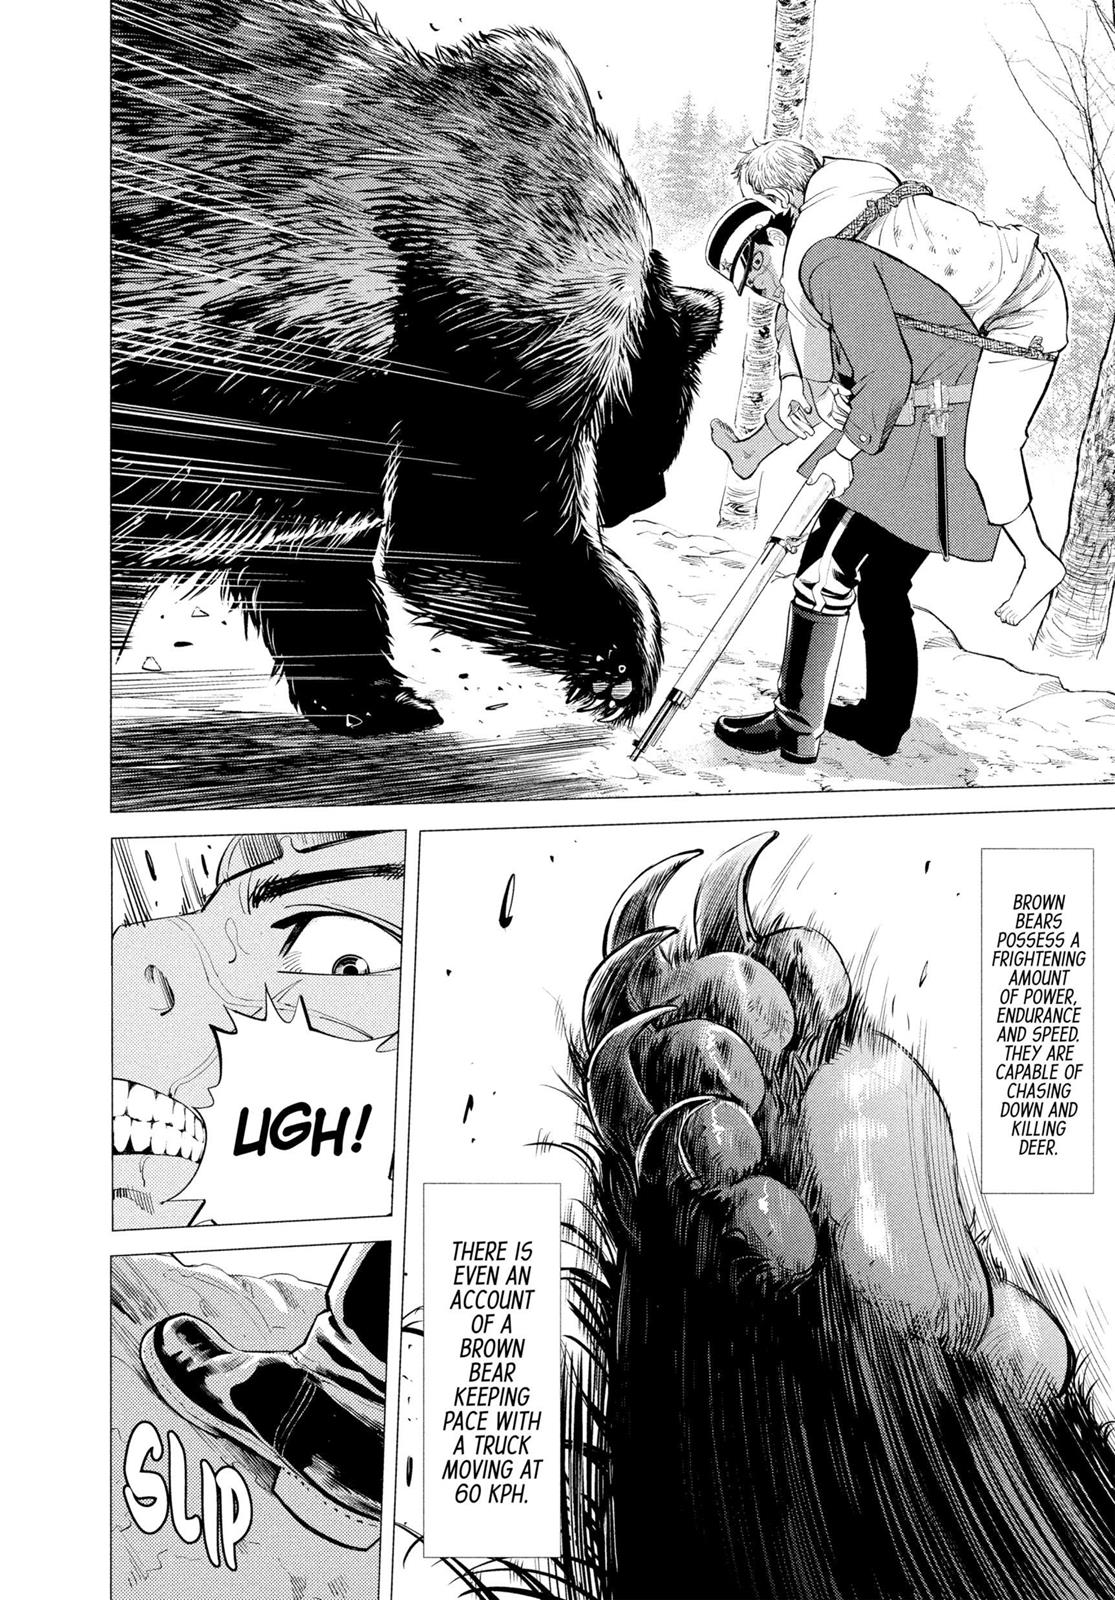 BROWN
BEARS
POSSESS A
FRIGHTENING
AMOUNT
OF POWER,
ENDURANCE
AND SPEED.
THEY ARE
CAPABLE OF
CHASING
DOWN AND
KILLING
DEER.
THERE IS
EVEN AN
ACCOUNT
OF A
BROWN
BEAR
KEEPING
PACE WITH
A TRUCK
MOVING AT
60 KPH.
UGH!
SLIP